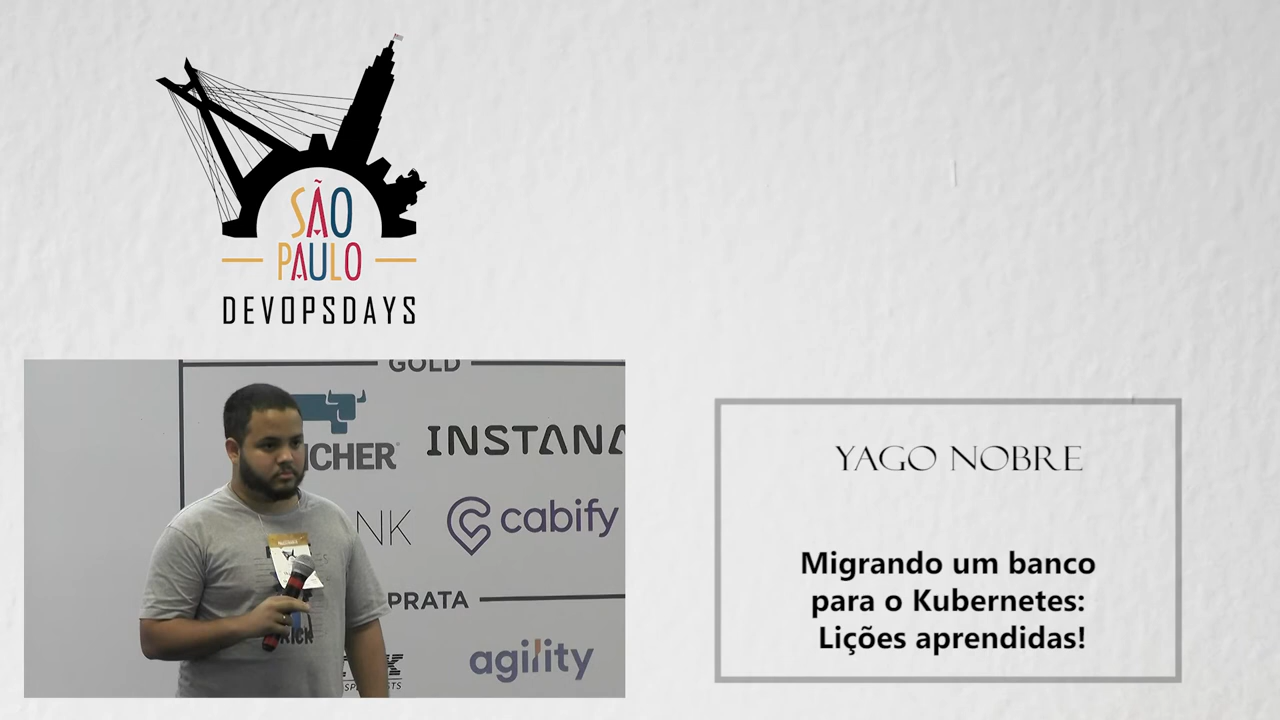 SÃO
PAULO
DEVOPSDAYS
GOLD
INSTANA
cabify
PRATA
agility
YAGO NOBRE
Migrando um banco
para o Kubernetes:
Lições aprendidas!